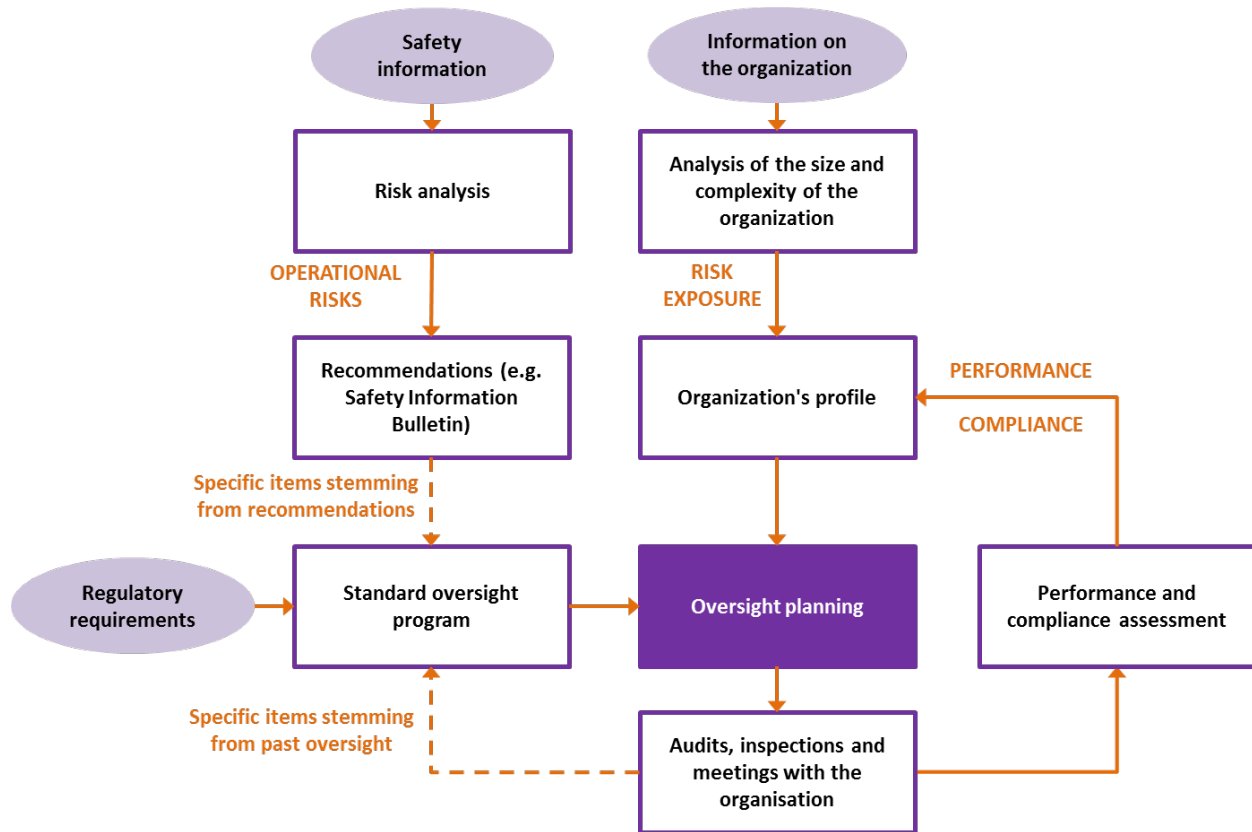 Safety
information
Information on
the organization
Risk analysis
Analysis of the size and
complexity of the
organization
OPERATIONAL
RISKS
RISK
EXPOSURE
Recommendations (e.g.
Safety Information
Bulletin)
Organization's profile
PERFORMANCE
COMPLIANCE
Specific items stemming
from recommendations
Regulatory
requirements
Standard oversight
program
Oversight planning
Performance and
compliance assessment
Specific items stemming
from past oversight
Audits, inspections and
meetings with the
organisation